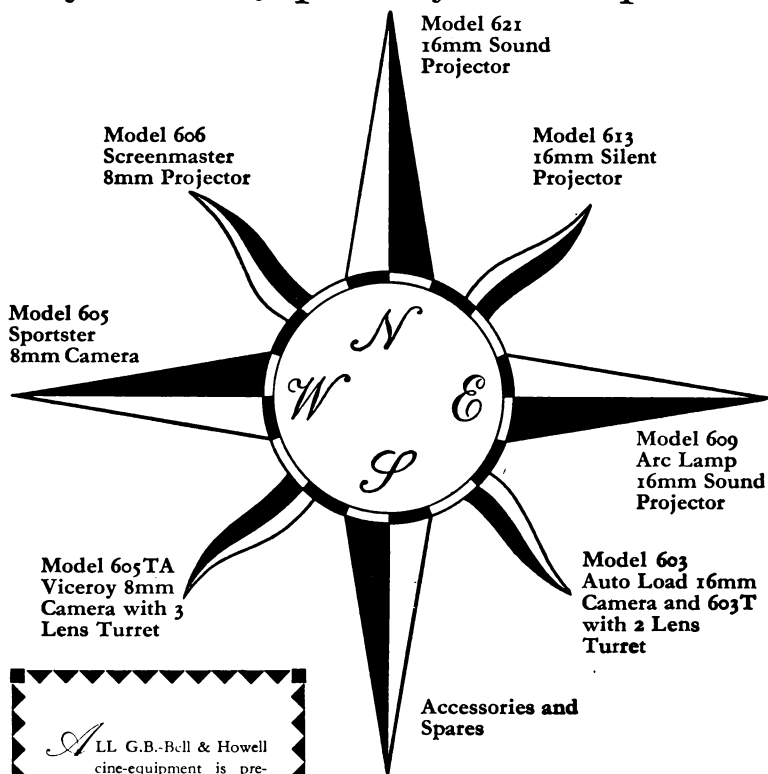 Model 621
16mm Sound
Projector
Model 606
Screenmaster
8mm Projector
Model 613
16mm Silent
Projector
Model 605
Sportster
8mm Camera
N
W
E
S
Model 609
Arc Lamp
16mm Sound
Projector
Model 605TA
Viceroy 8mm
Camera with 3
Lens Turret
Model 603
Auto Load 16mm
Camera and 603T
with 2 Lens
Turret
Accessories and
Spares
ALL G.B.-Bell & Howell
cine-equipment is pre-